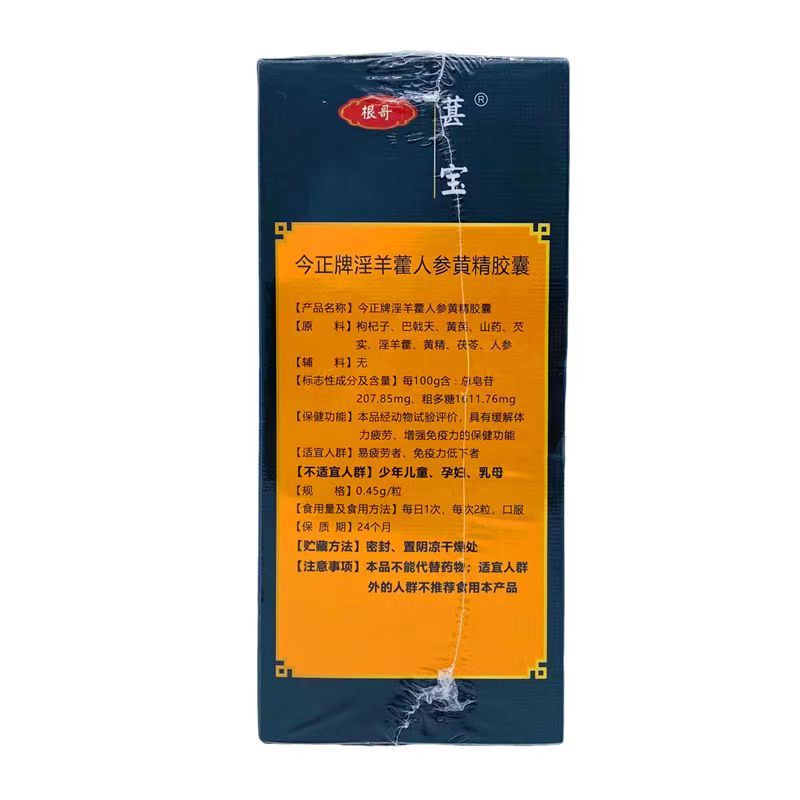 根哥
甚宝®
今正牌淫羊藿人参黄精胶囊
【产品名称】今正牌淫羊藿人参黄精胶囊
【原 料】枸杞子、巴戟天、黄芪、山药、芡
实、淫羊藿、黄精、茯苓、人参
【辅 料】无
【标志性成分及含量】每100g含:总皂苷
207.85mg、粗多糖1611.76mg
【保健功能】本品经动物试验评价,具有缓解体
力疲劳、增强免疫力的保健功能
【适宜人群】易疲劳者、免疫力低下者
【不适宜人群】少年儿童、孕妇、乳母
【规 格】0.45g/粒
【食用量及食用方法】每日1次,每次2粒,口服
【保 质 期】24个月
【贮藏方法】密封、置阴凉干燥处
【注意事项】本品不能代替药物;适宜人群
外的人群不推荐食用本产品